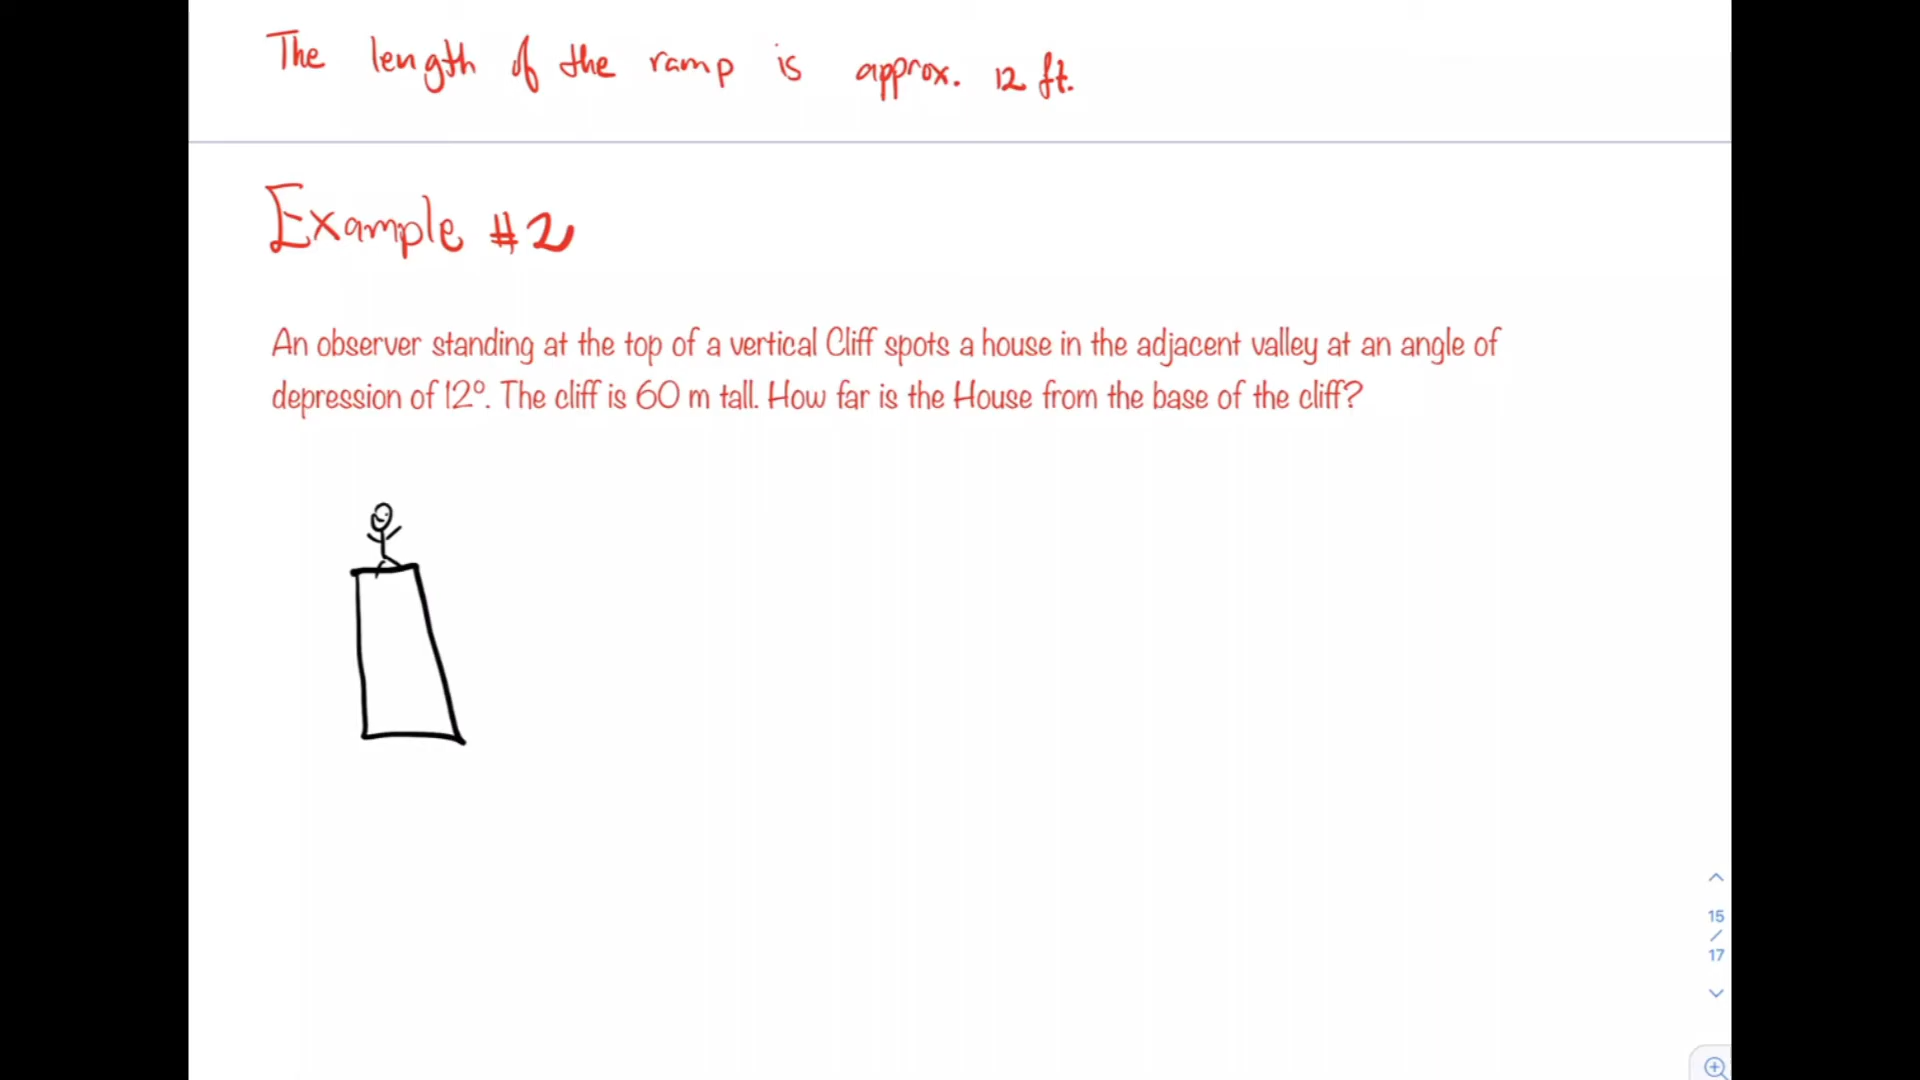 The length of the ramp is approx. 12 ft.
Example #2
An observer standing at the top of a vertical Cliff spots a house in the adjacent valley at an angle of
depression of 12º. The cliff is 60 m tall. How far is the House from the base of the cliff?
15
/
17